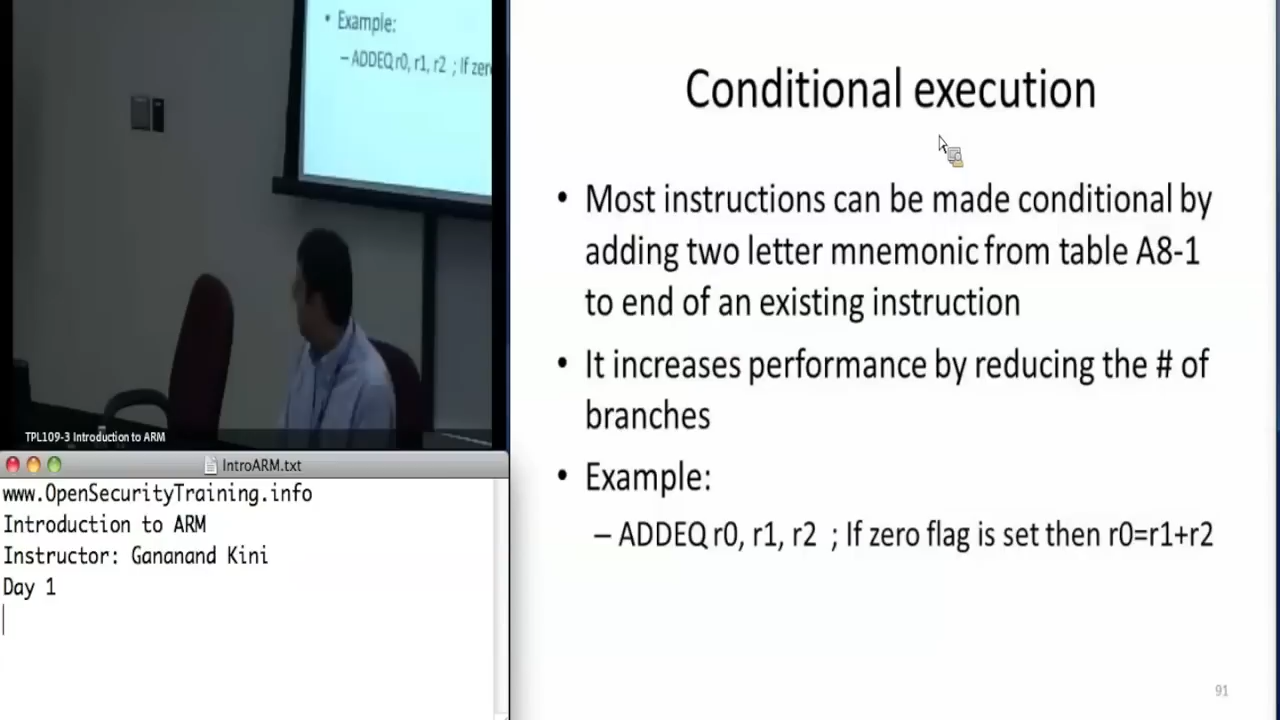 • Example:
– ADDEQ r0, r1, r2 ; If zer
TPL109-3 Introduction to ARM
IntroARM.txt
www.OpenSecurityTraining.info
Introduction to ARM
Instructor: Gananand Kini
Day 1
Conditional execution
• Most instructions can be made conditional by
adding two letter mnemonic from table A8-1
to end of an existing instruction
• It increases performance by reducing the # of
branches
• Example:
– ADDEQ r0, r1, r2 ; If zero flag is set then r0=r1+r2
91